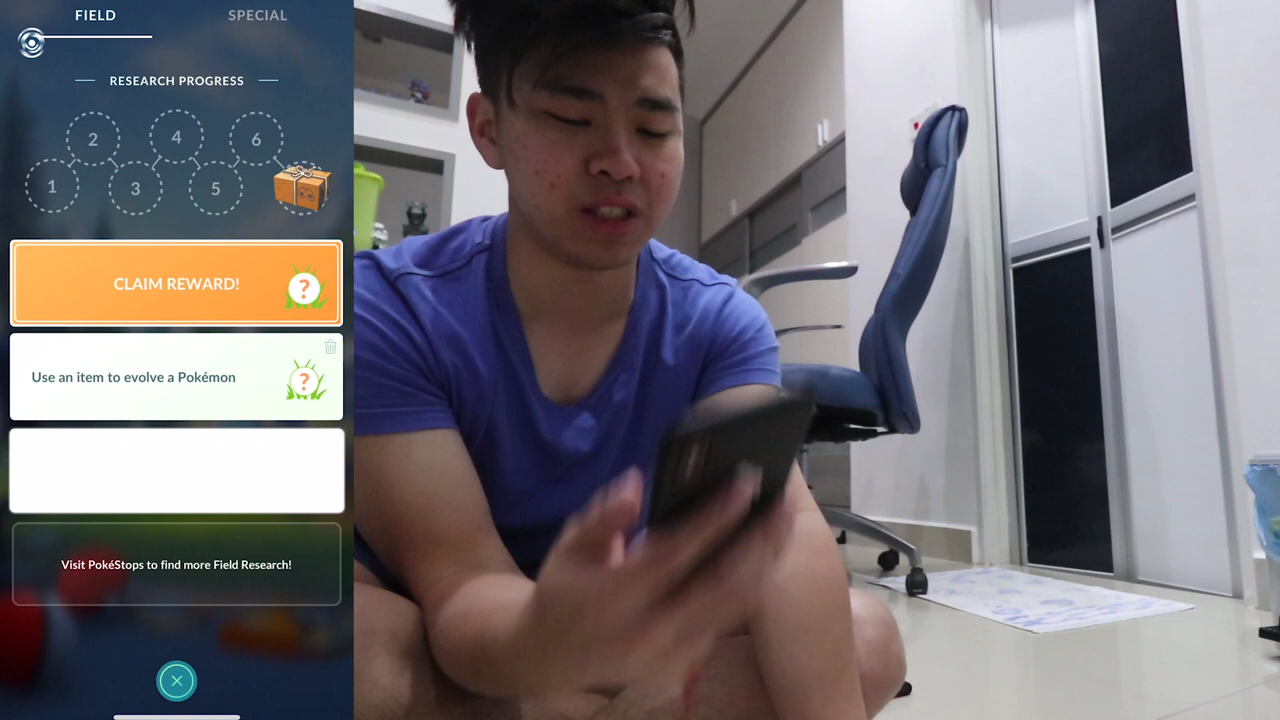 FIELD
SPECIAL
RESEARCH PROGRESS
2
4
6
1
3
5
CLAIM REWARD!
?
Use an item to evolve a Pokémon
?
Visit PokéStops to find more Field Research!